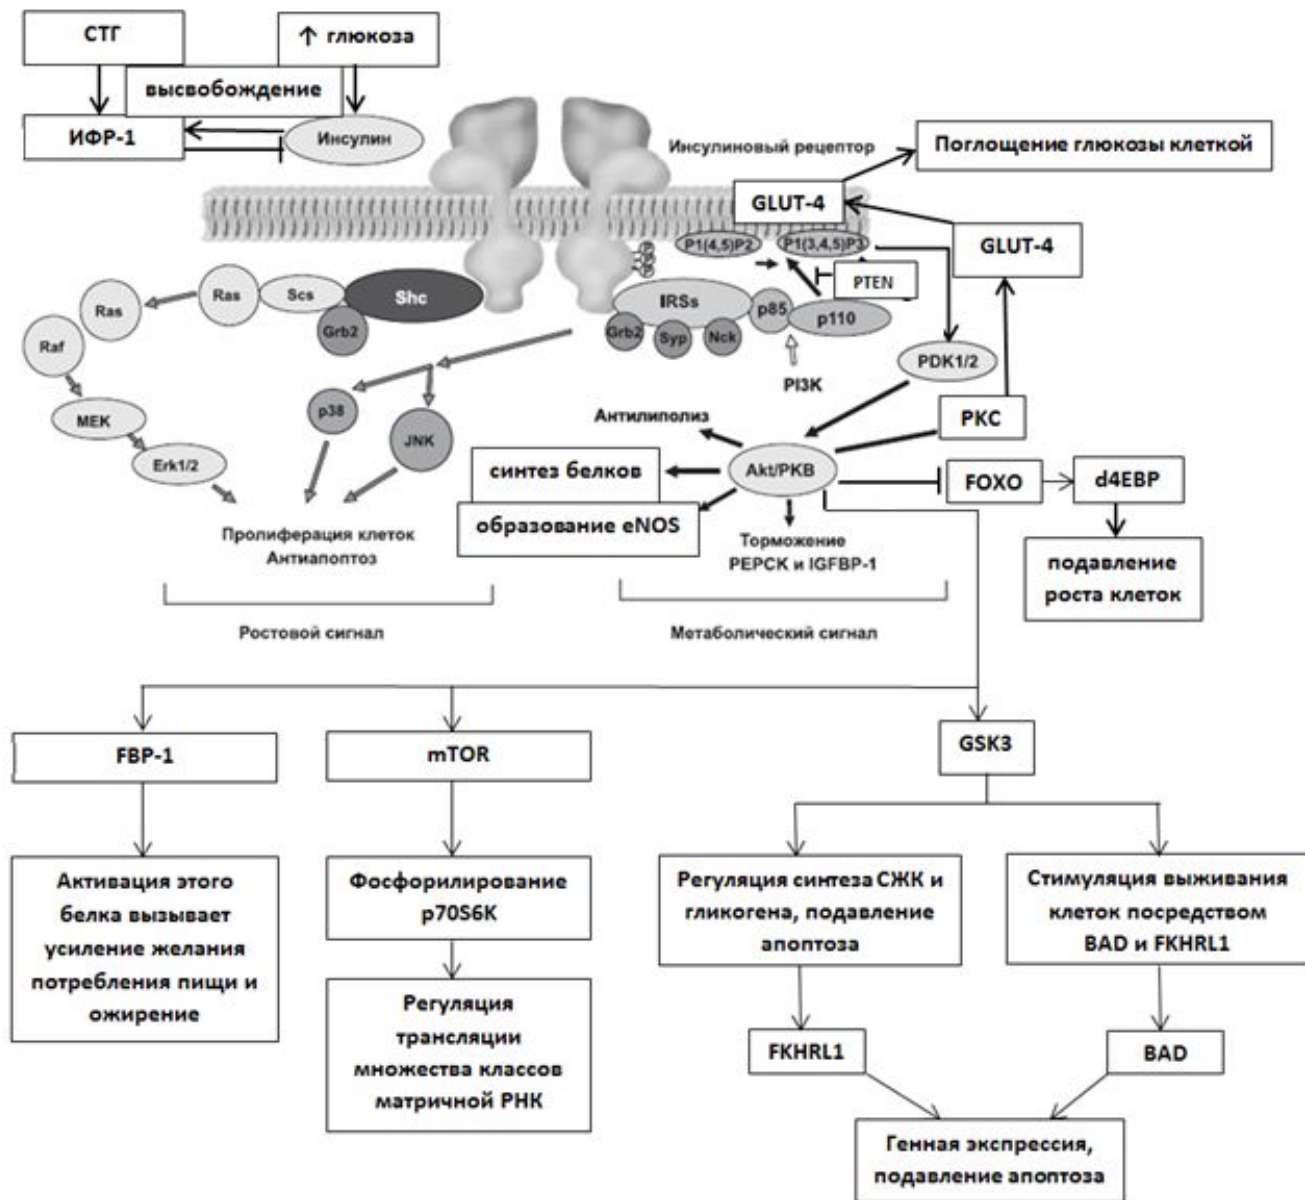 СТГ
↑ глюкоза
высвобождение
ИФР-1
Инсулин
Инсулиновый рецептор
Поглощение глюкозы клеткой
GLUT-4
GLUT-4
P1(4,5)P2
P1(3,4,5)P3
PTEN
Ras
Raf
Ras
Scs
Shc
Grb2
IRSs
p85
p110
Grb2
Syp
Nck
PI3K
PDK1/2
PKC
MEK
Erk1/2
p38
JNK
Антилиполиз
синтез белков
образование eNOS
Akt/PKB
FOXO
d4EBP
подавление
роста клеток
Пролиферация клеток
Антиапоптоз
Торможение
PEPCK и IGFBP-1
Ростовой сигнал
Метаболический сигнал
FBP-1
mTOR
GSK3
Активация этого
белка вызывает
усиление желания
потребления пищи и
ожирение
Фосфорилирование
p70S6K
Регуляция
трансляции
множества классов
матричной РНК
Регуляция синтеза СЖК и
гликогена, подавление
апоптоза
Стимуляция выживания
клеток посредством
BAD и FKHRL1
FKHRL1
BAD
Генная экспрессия,
подавление апоптоза